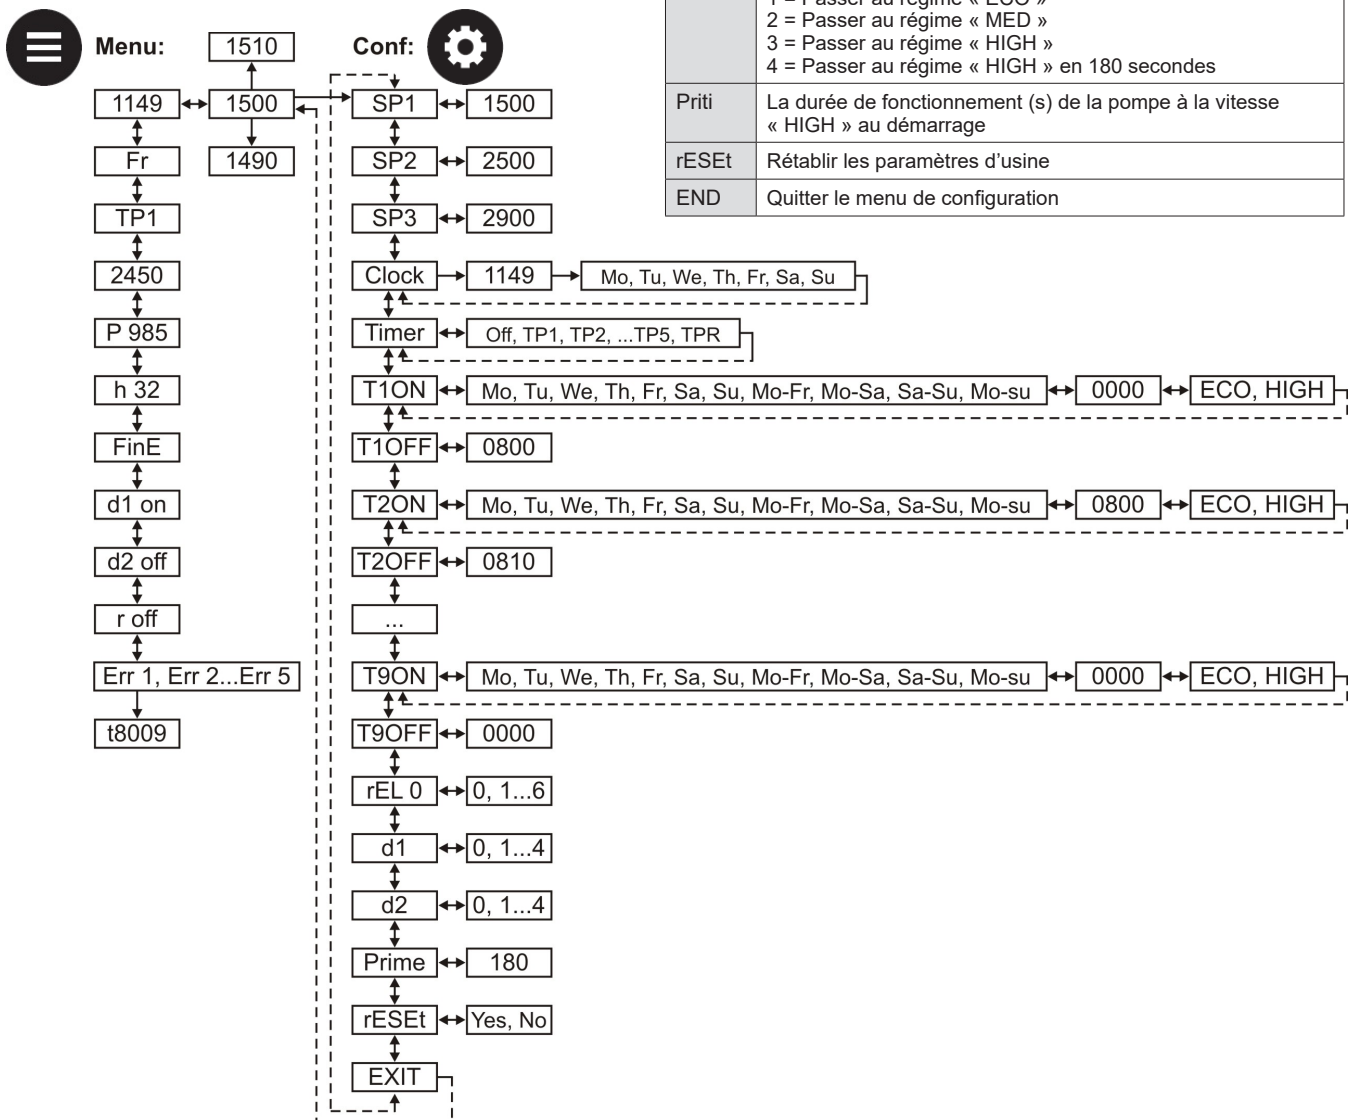 1 = Passer au régime « ECO »
2 = Passer au régime « MED »
3 = Passer au régime « HIGH »
4 = Passer au régime « HIGH » en 180 secondes
Priti La durée de fonctionnement (s) de la pompe à la vitesse
« HIGH » au démarrage
rESEt Rétablir les paramètres d’usine
END Quitter le menu de configuration
Menu:
1510
1149 1500
Fr 1490
TP1
2450
P 985
h 32
FinE
d1 on
d2 off
r off
Err 1, Err 2...Err 5
t8009
Conf:
SP1 1500
SP2 2500
SP3 2900
Clock 1149 Mo, Tu, We, Th, Fr, Sa, Su
Timer Off, TP1, TP2, ...TP5, TPR
T1ON Mo, Tu, We, Th, Fr, Sa, Su, Mo-Fr, Mo-Sa, Sa-Su, Mo-su 0000 ECO, HIGH
T1OFF 0800
T2ON Mo, Tu, We, Th, Fr, Sa, Su, Mo-Fr, Mo-Sa, Sa-Su, Mo-su 0800 ECO, HIGH
T2OFF 0810
...
T9ON Mo, Tu, We, Th, Fr, Sa, Su, Mo-Fr, Mo-Sa, Sa-Su, Mo-su 0000 ECO, HIGH
T9OFF 0000
rEL 0 0, 1...6
d1 0, 1...4
d2 0, 1...4
Prime 180
rESEt Yes, No
EXIT